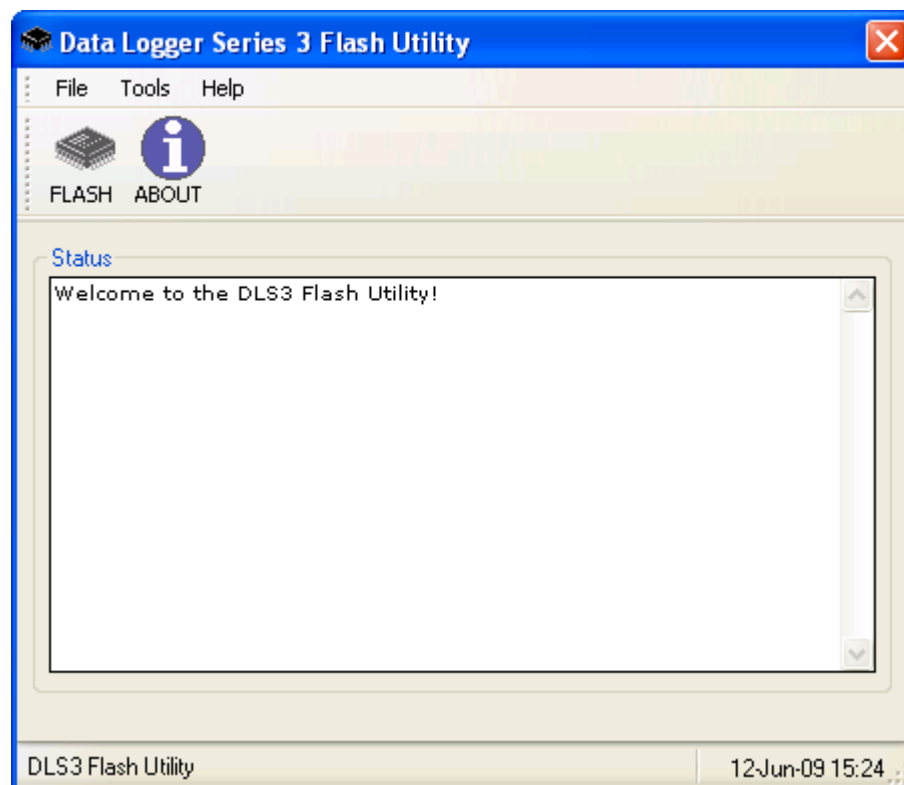 Data Logger Series 3 Flash Utility
File Tools Help
FLASH ABOUT
Status
Welcome to the DLS3 Flash Utility!
DLS3 Flash Utility 12-Jun-09 15:24